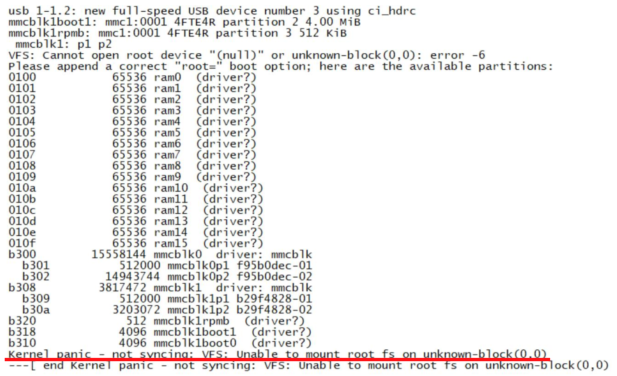 usb 1-1.2: new full-speed USB device number 3 using ci_hdrc
mmcblk1boot1: mmc1:0001 4FTE4R partition 2 4.00 MiB
mmcblk1rpmb: mmc1:0001 4FTE4R partition 3 512 KiB
 mmcblk1: p1 p2
VFS: Cannot open root device "(null)" or unknown-block(0,0): error -6
Please append a correct "root=" boot option; here are the available partitions:
0100           65536 ram0  (driver?)
0101           65536 ram1  (driver?)
0102           65536 ram2  (driver?)
0103           65536 ram3  (driver?)
0104           65536 ram4  (driver?)
0105           65536 ram5  (driver?)
0106           65536 ram6  (driver?)
0107           65536 ram7  (driver?)
0108           65536 ram8  (driver?)
0109           65536 ram9  (driver?)
010a           65536 ram10  (driver?)
010b           65536 ram11  (driver?)
010c           65536 ram12  (driver?)
010d           65536 ram13  (driver?)
010e           65536 ram14  (driver?)
010f           65536 ram15  (driver?)
b300        15558144 mmcblk0  driver: mmcblk
  b301          512000 mmcblk0p1 f95b0dec-01
  b302        14943744 mmcblk0p2 f95b0dec-02
b308         3817472 mmcblk1  driver: mmcblk
  b309          512000 mmcblk1p1 b29f4828-01
  b30a         3203072 mmcblk1p2 b29f4828-02
b320             512 mmcblk1rpmb  (driver?)
b318            4096 mmcblk1boot1  (driver?)
b310            4096 mmcblk1boot0  (driver?)
Kernel panic - not syncing: VFS: Unable to mount root fs on unknown-block(0,0)
---[ end Kernel panic - not syncing: VFS: Unable to mount root fs on unknown-block(0,0)